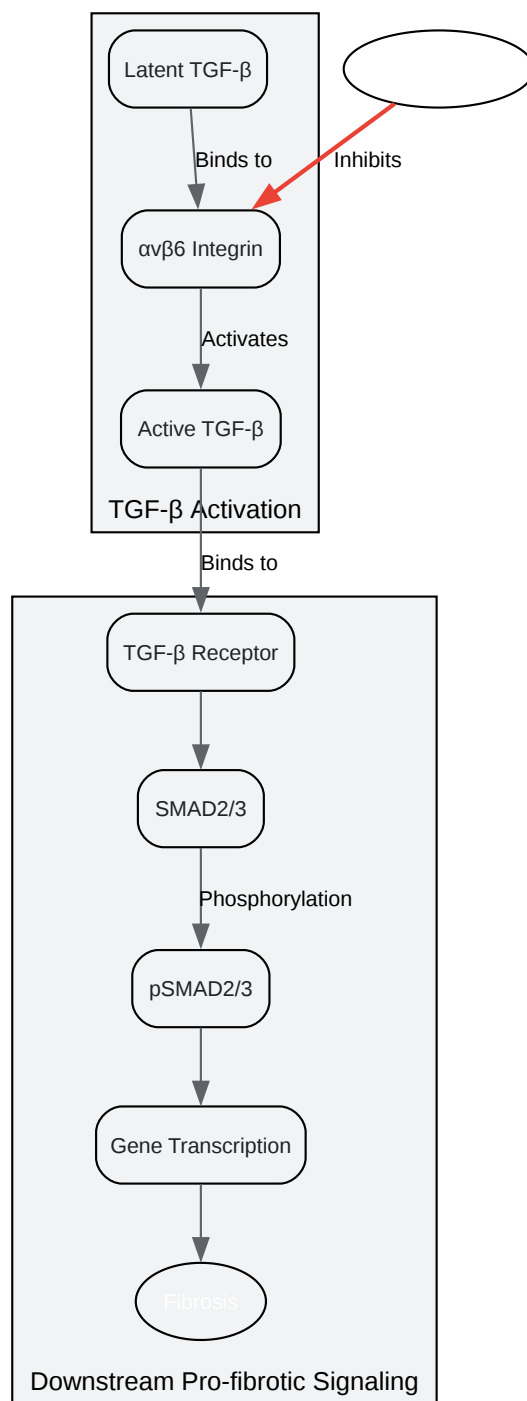 Latent TGF-β
Binds to
Inhibits
αvβ6 Integrin
Activates
Active TGF-β
TGF-β Activation
Binds to
TGF-β Receptor
SMAD2/3
Phosphorylation
pSMAD2/3
Gene Transcription
Fibrosis
Downstream Pro-fibrotic Signaling